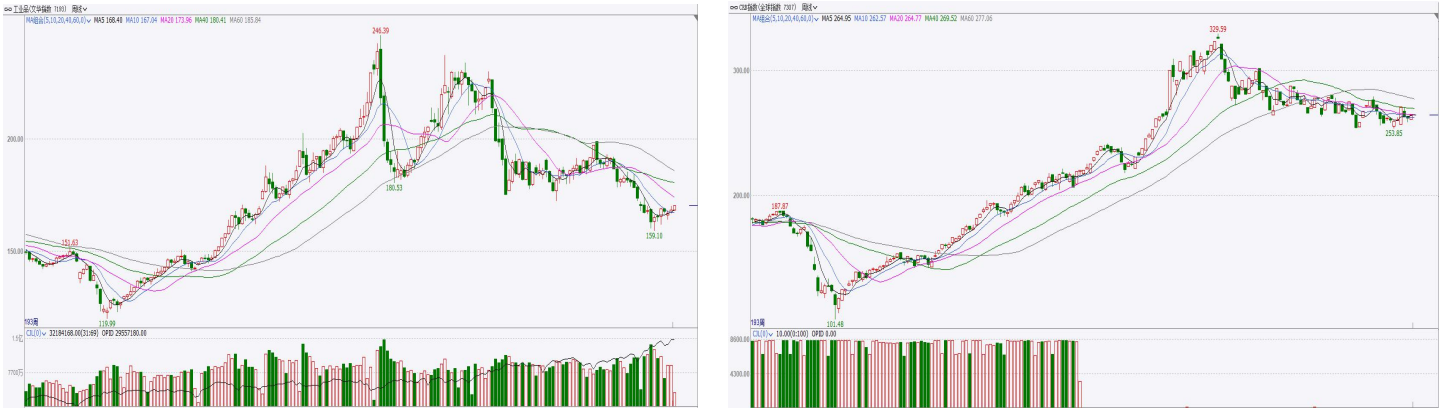 工业品(文华指数 7193) 周线
MA组合(5,10,20,40,60,0) MA5 168.40 MA10 167.04 MA20 173.96 MA40 180.41 MA60 185.84
246.39
200.00
180.53
151.63
150.00
159.10
119.99
193周
CJL(0) 32184168.00(31:69) OPID 29557180.00
1.5亿
7700万
CRB指数(全球指数 7307) 周线
MA组合(5,10,20,40,60,0) MA5 264.95 MA10 262.57 MA20 264.77 MA40 269.52 MA60 277.06
329.59
300.00
253.85
200.00
187.87
101.48
193周
CJL(0) 10.00(0:100) OPID 0.00
8600.00
4300.00